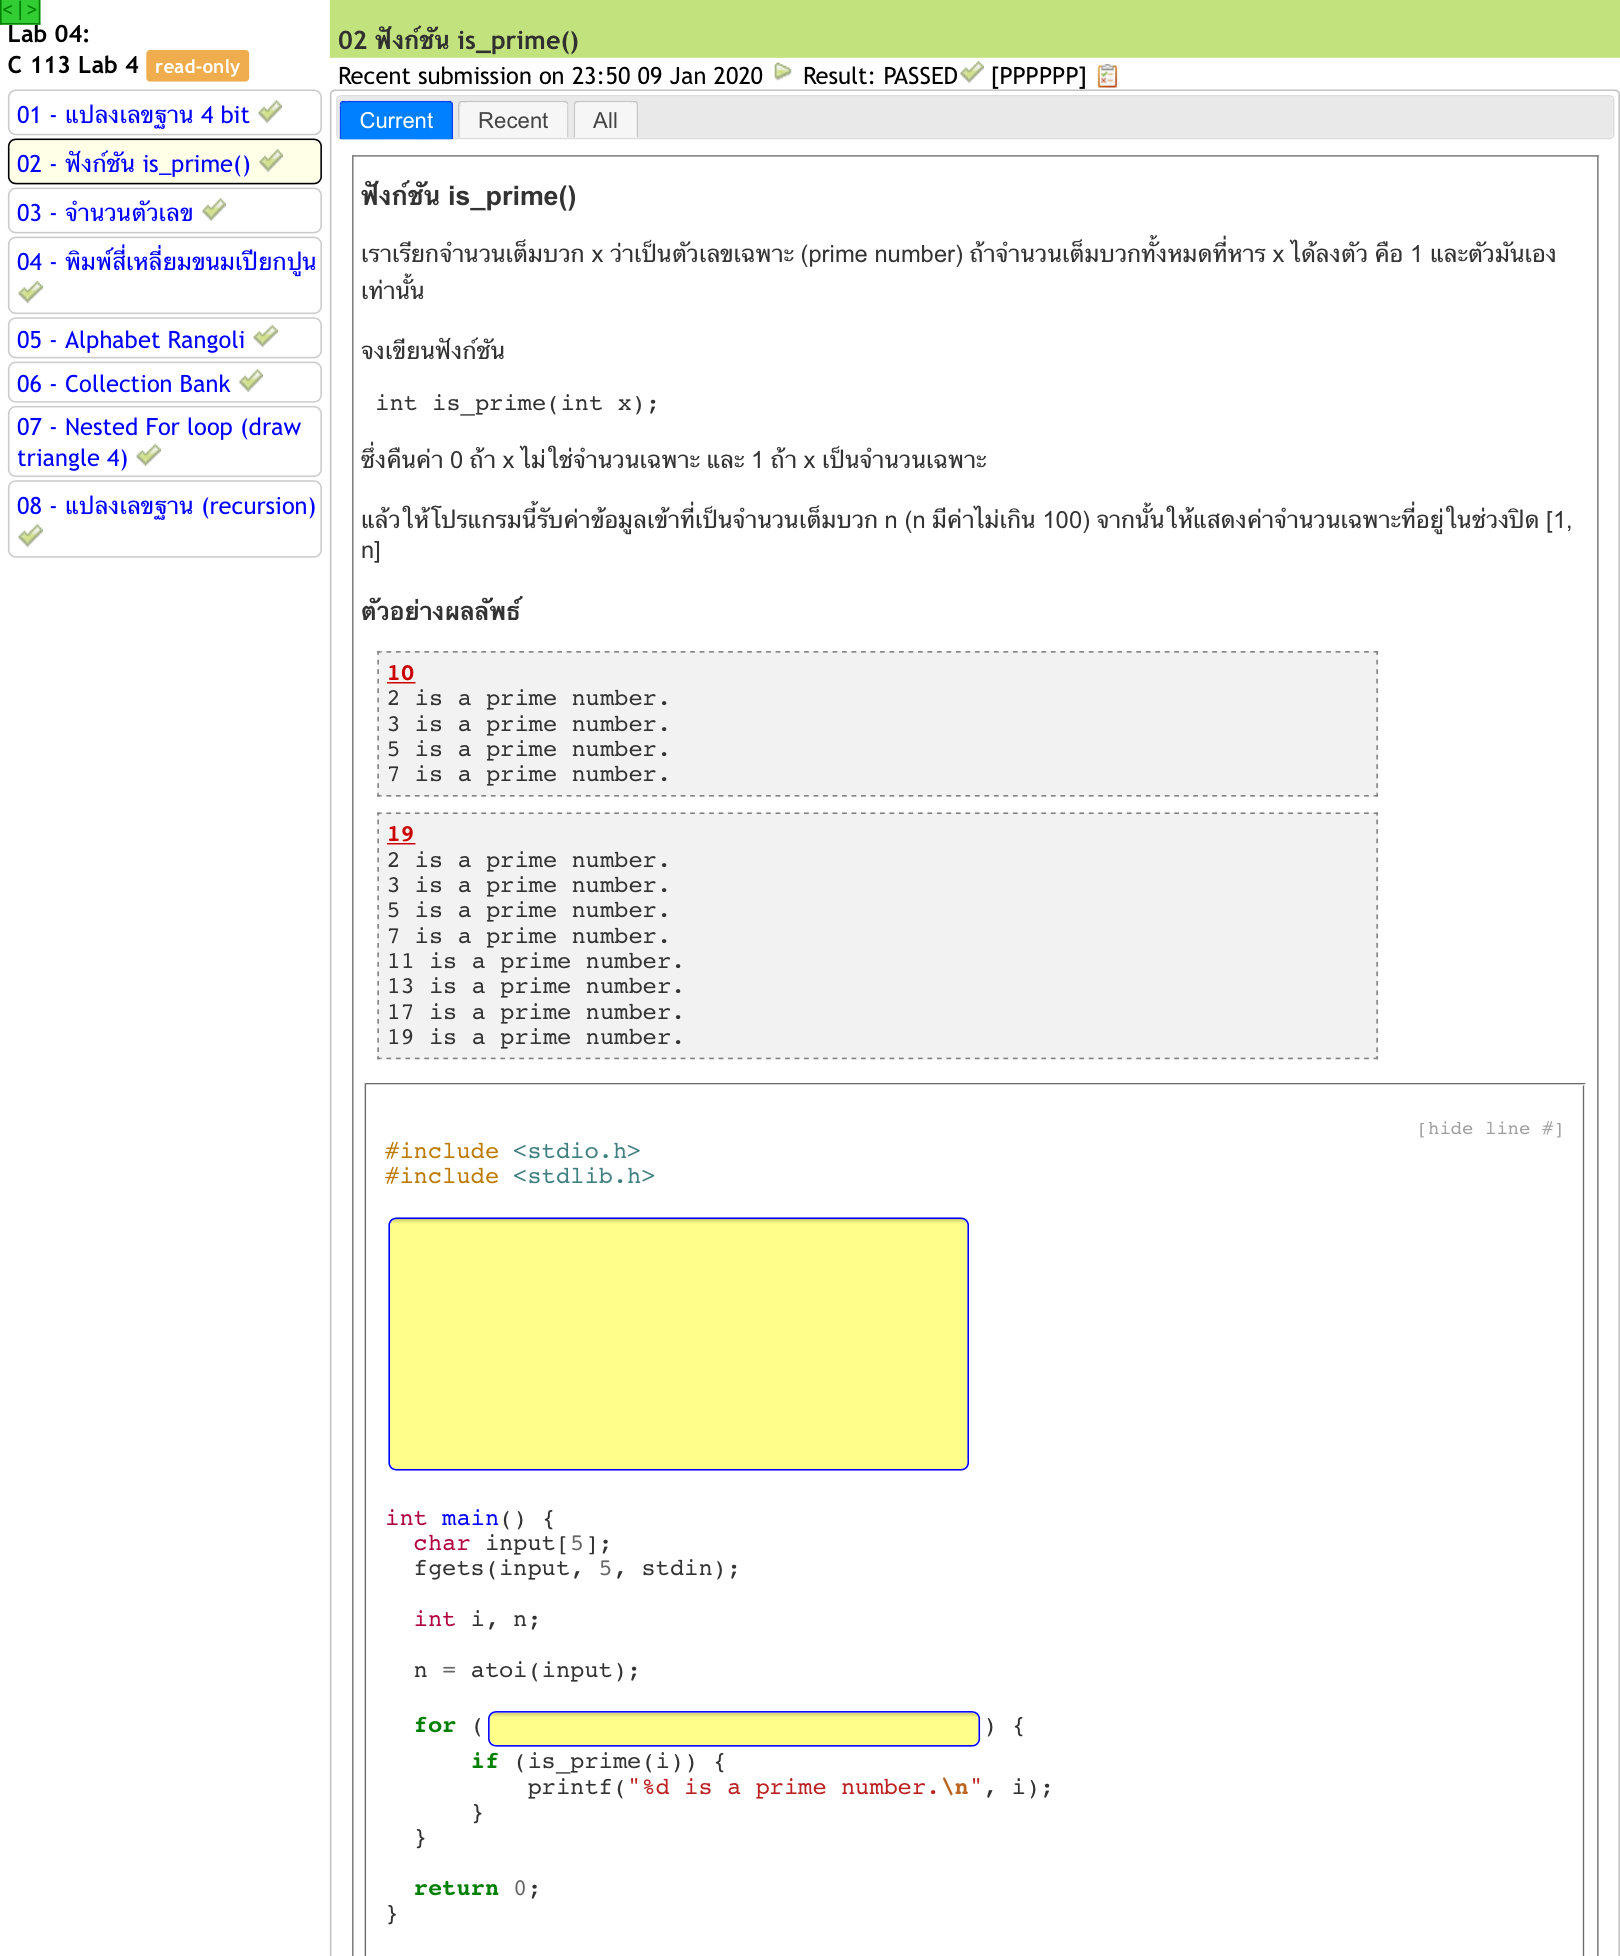 <|>
Lab 04:
C 113 Lab 4 read-only
01 - แปลงเลขฐาน 4 bit
02 - ฟังก์ชัน is_prime()
03 - จำนวนตัวเลข
04 - พิมพ์สี่เหลี่ยมขนมเปียกปูน
05 - Alphabet Rangoli
06 - Collection Bank
07 - Nested For loop (draw
triangle 4)
08 - แปลงเลขฐาน (recursion)
02 ฟังก์ชัน is_prime()
Recent submission on 23:50 09 Jan 2020 Result: PASSED [PPPPPP]
Current Recent All
ฟังก์ชัน is_prime()
เราเรียกจำนวนเต็มบวก x ว่าเป็นตัวเลขเฉพาะ (prime number) ถ้าจำนวนเต็มบวกทั้งหมดที่หาร x ได้ลงตัว คือ 1 และตัวมันเอง
เท่านั้น
จงเขียนฟังก์ชัน
int is_prime(int x);
ซึ่งคืนค่า 0 ถ้า x ไม่ใช่จำนวนเฉพาะ และ 1 ถ้า x เป็นจำนวนเฉพาะ
แล้วให้โปรแกรมนี้รับค่าข้อมูลเข้าที่เป็นจำนวนเต็มบวก n (n มีค่าไม่เกิน 100) จากนั้นให้แสดงค่าจำนวนเฉพาะที่อยู่ในช่วงปิด [1,
n]
ตัวอย่างผลลัพธ์
10
2 is a prime number.
3 is a prime number.
5 is a prime number.
7 is a prime number.
19
2 is a prime number.
3 is a prime number.
5 is a prime number.
7 is a prime number.
11 is a prime number.
13 is a prime number.
17 is a prime number.
19 is a prime number.
[hide line #]
#include <stdio.h>
#include <stdlib.h>
int main() {
char input[5];
fgets(input, 5, stdin);
int i, n;
n = atoi(input);
for ( ) {
if (is_prime(i)) {
printf("%d is a prime number.\n", i);
}
}
return 0;
}